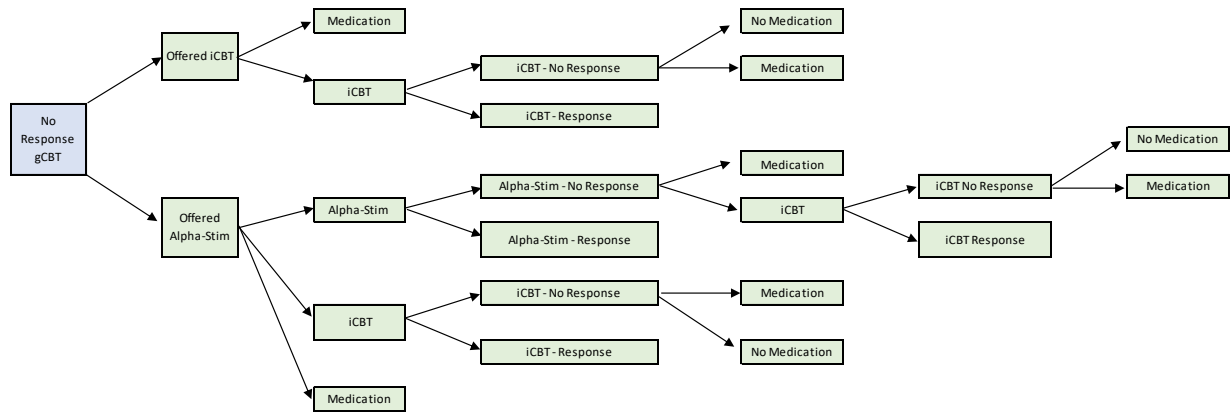 No
Response
gCBT
Offered iCBT
Medication
iCBT
iCBT - No Response
iCBT - Response
No Medication
Medication
Offered
Alpha-Stim
Alpha-Stim
Alpha-Stim - No Response
Alpha-Stim - Response
Medication
iCBT
iCBT No Response
iCBT Response
No Medication
Medication
iCBT
iCBT - No Response
iCBT - Response
Medication
No Medication
Medication